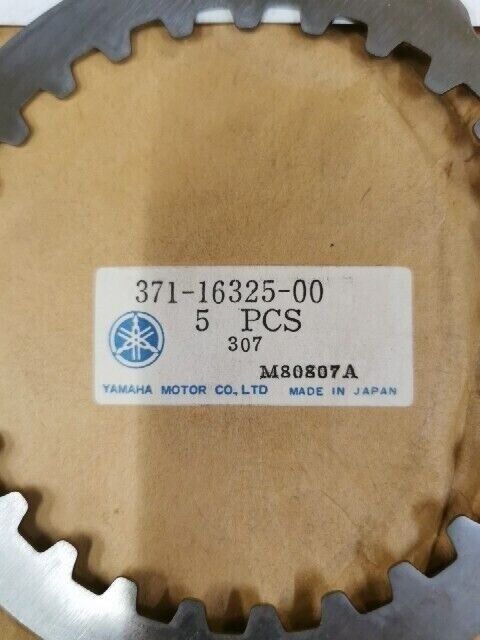 371-16325-00
5 PCS
307
M80807A
YAMAHA MOTOR CO., LTD MADE IN JAPAN